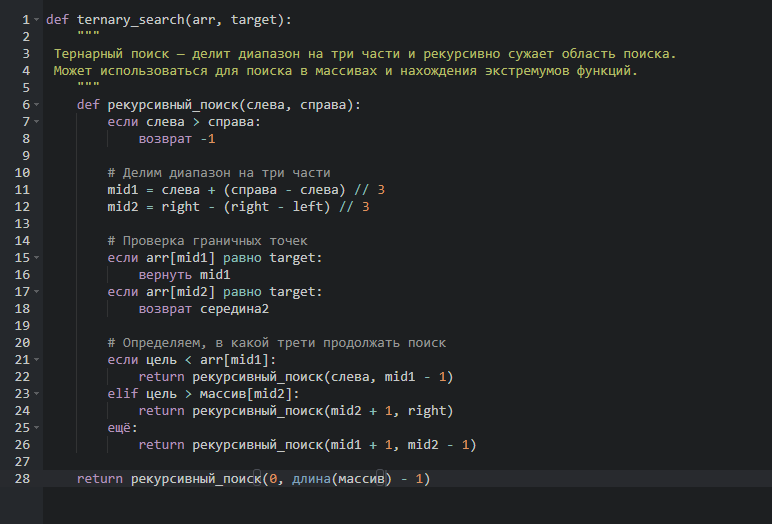 1 def ternary_search(arr, target):
2 """
3 Тернарный поиск — делит диапазон на три части и рекурсивно сужает область поиска.
4 Может использоваться для поиска в массивах и нахождения экстремумов функций.
5 """
6 def рекурсивный_поиск(слева, справа):
7 если слева > справа:
8 возврат -1
9
10 # Делим диапазон на три части
11 mid1 = слева + (справа - слева) // 3
12 mid2 = right - (right - left) // 3
13
14 # Проверка граничных точек
15 если arr[mid1] равно target:
16 вернуть mid1
17 если arr[mid2] равно target:
18 возврат середина2
19
20 # Определяем, в какой трети продолжать поиск
21 если цель < arr[mid1]:
22 return рекурсивный_поиск(слева, mid1 - 1)
23 elif цель > массив[mid2]:
24 return рекурсивный_поиск(mid2 + 1, right)
25 ещё:
26 return рекурсивный_поиск(mid1 + 1, mid2 - 1)
27
28 return рекурсивный_поиск(0, длина(массив) - 1)